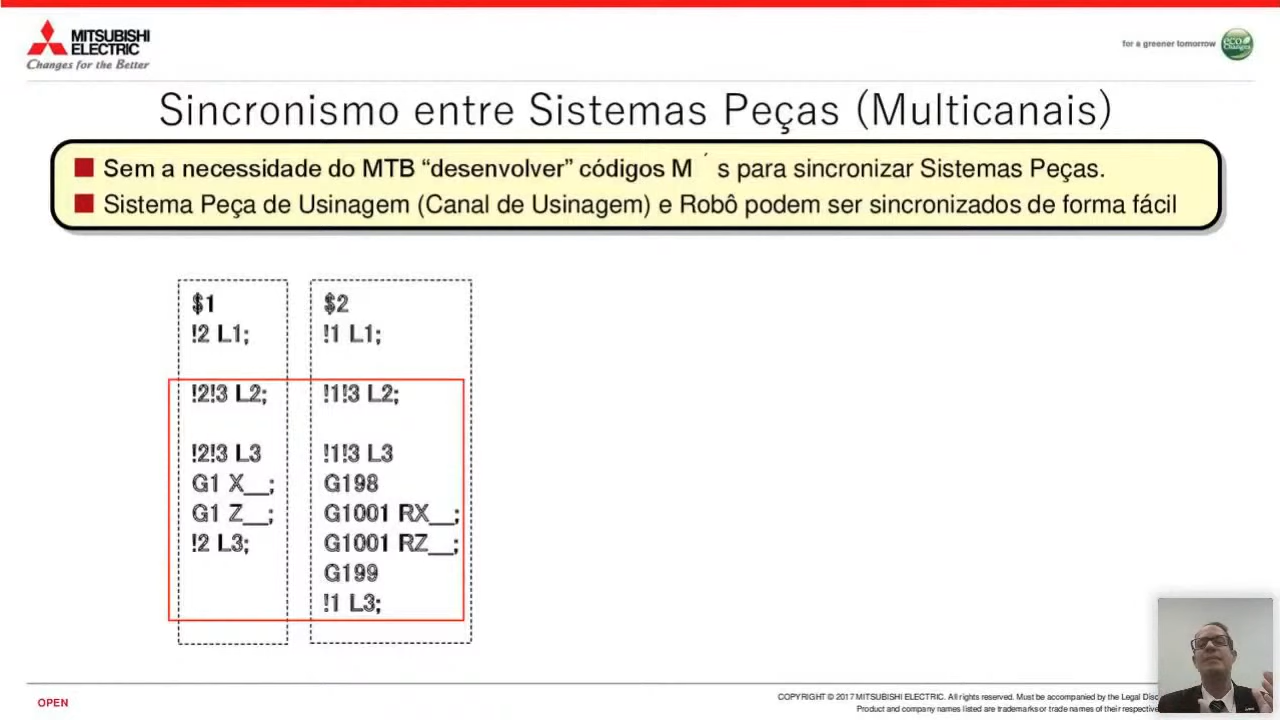 MITSUBISHI
ELECTRIC
Changes for the Better
for a greener tomorrow
eco
Changes
Sincronismo entre Sistemas Peças (Multicanais)
Sem a necessidade do MTB “desenvolver” códigos M ´ s para sincronizar Sistemas Peças.
Sistema Peça de Usinagem (Canal de Usinagem) e Robô podem ser sincronizados de forma fácil
$1
!2 L1;
!2!3 L2;
!2!3 L3
G1 X__;
G1 Z__;
!2 L3;
$2
!1 L1;
!1!3 L2;
!1!3 L3
G198
G1001 RX__;
G1001 RZ__;
G199
!1 L3;
OPEN
COPYRIGHT © 2017 MITSUBISHI ELECTRIC. All rights reserved. Must be accompanied by the Legal
Product and company names listed are trademarks or trade names of their respective